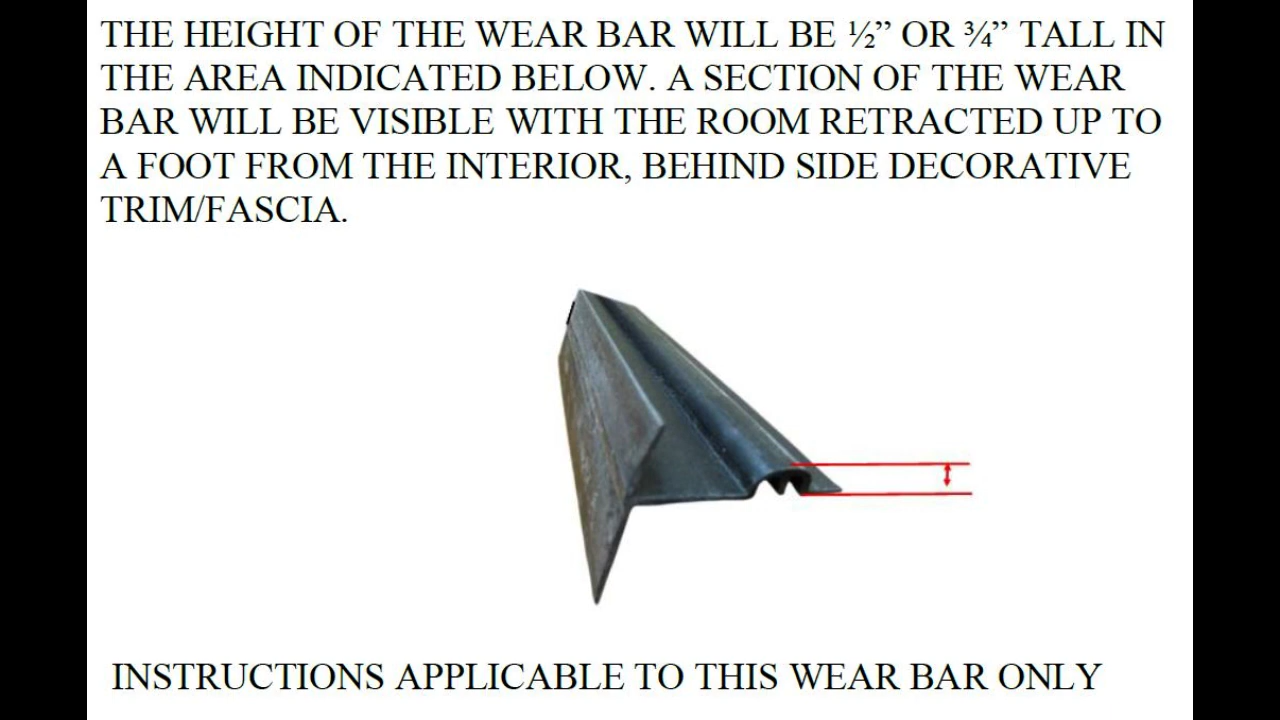 THE HEIGHT OF THE WEAR BAR WILL BE ½” OR ¾” TALL IN
THE AREA INDICATED BELOW. A SECTION OF THE WEAR
BAR WILL BE VISIBLE WITH THE ROOM RETRACTED UP TO
A FOOT FROM THE INTERIOR, BEHIND SIDE DECORATIVE
TRIM/FASCIA.
INSTRUCTIONS APPLICABLE TO THIS WEAR BAR ONLY